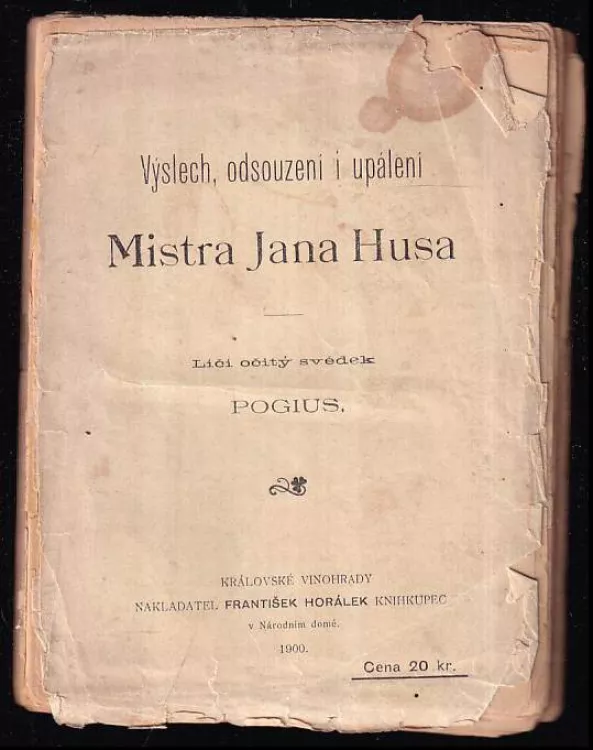 Výslech, odsouzení i upálení
Mistra Jana Husa
Líčí očitý svědek
POGIUS.
KRÁLOVSKÉ VINOHRADY
NAKLADATEL FRANTIŠEK HORÁLEK KNIHKUPEC
v Národním domě.
1900.
Cena 20 kr.